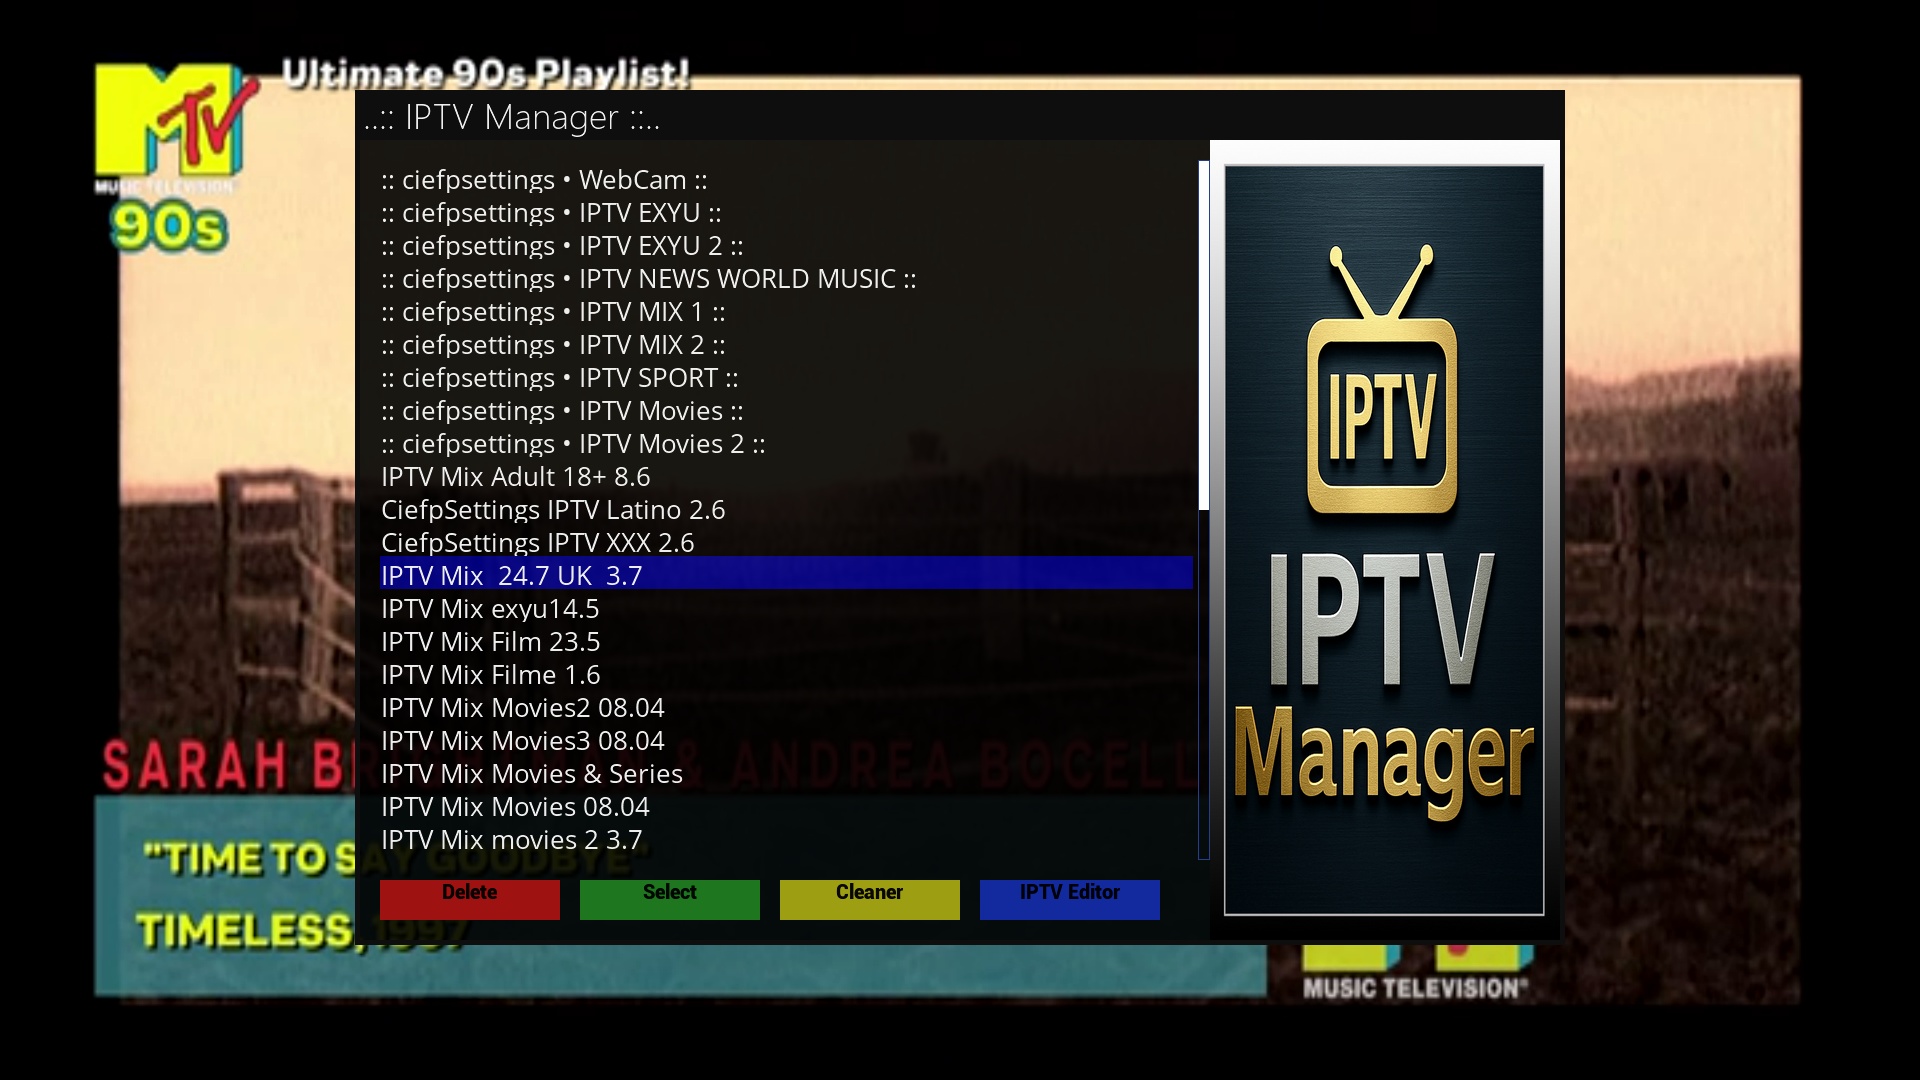 Ultimate 90s Playlist!
MTV
MUSIC TELEVISION
90s
..:: IPTV Manager ::..
:: ciefpsettings • WebCam ::
:: ciefpsettings • IPTV EXYU ::
:: ciefpsettings • IPTV EXYU 2 ::
:: ciefpsettings • IPTV NEWS WORLD MUSIC ::
:: ciefpsettings • IPTV MIX 1 ::
:: ciefpsettings • IPTV MIX 2 ::
:: ciefpsettings • IPTV SPORT ::
:: ciefpsettings • IPTV Movies ::
:: ciefpsettings • IPTV Movies 2 ::
IPTV Mix Adult 18+ 8.6
CiefpSettings IPTV Latino 2.6
CiefpSettings IPTV XXX 2.6
IPTV Mix  24.7 UK  3.7
IPTV Mix exyu14.5
IPTV Mix Film 23.5
IPTV Mix Filme 1.6
IPTV Mix Movies2 08.04
IPTV Mix Movies3 08.04
IPTV Mix Movies & Series
IPTV Mix Movies 08.04
IPTV Mix movies 2 3.7
Delete
Select
Cleaner
IPTV Editor
IPTV
IPTV
Manager
SARAH & ANDREA
"TIME TO SAY GOODBYE"
TIMELESS, 1997
MUSIC TELEVISION®